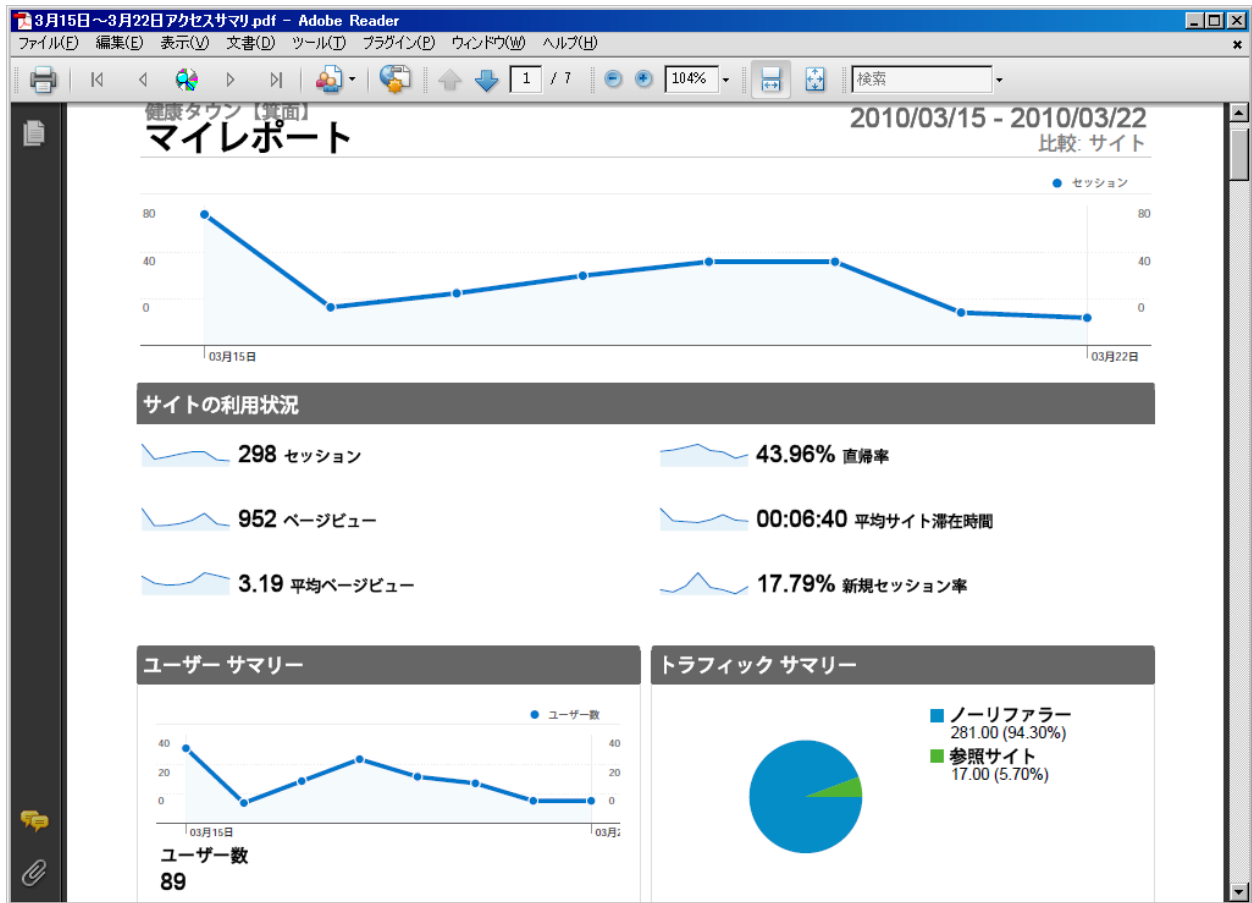 3月15日～3月22日アクセスサマリ.pdf - Adobe Reader
ファイル(F) 編集(E) 表示(V) 文書(D) ツール(T) プラグイン(P) ウィンドウ(W) ヘルプ(H)
1 / 7 104% 検索
健康タウン【箕面】
マイレポート
2010/03/15 - 2010/03/22
比較: サイト
セッション
80 80
40 40
0 0
03月15日 03月22日
サイトの利用状況
298 セッション
43.96% 直帰率
952 ページビュー
00:06:40 平均サイト滞在時間
3.19 平均ページビュー
17.79% 新規セッション率
ユーザー サマリー
ユーザー数
40 40
20 20
0 0
03月15日 03月2
ユーザー数
89
トラフィック サマリー
ノーリファラー
281.00 (94.30%)
参照サイト
17.00 (5.70%)